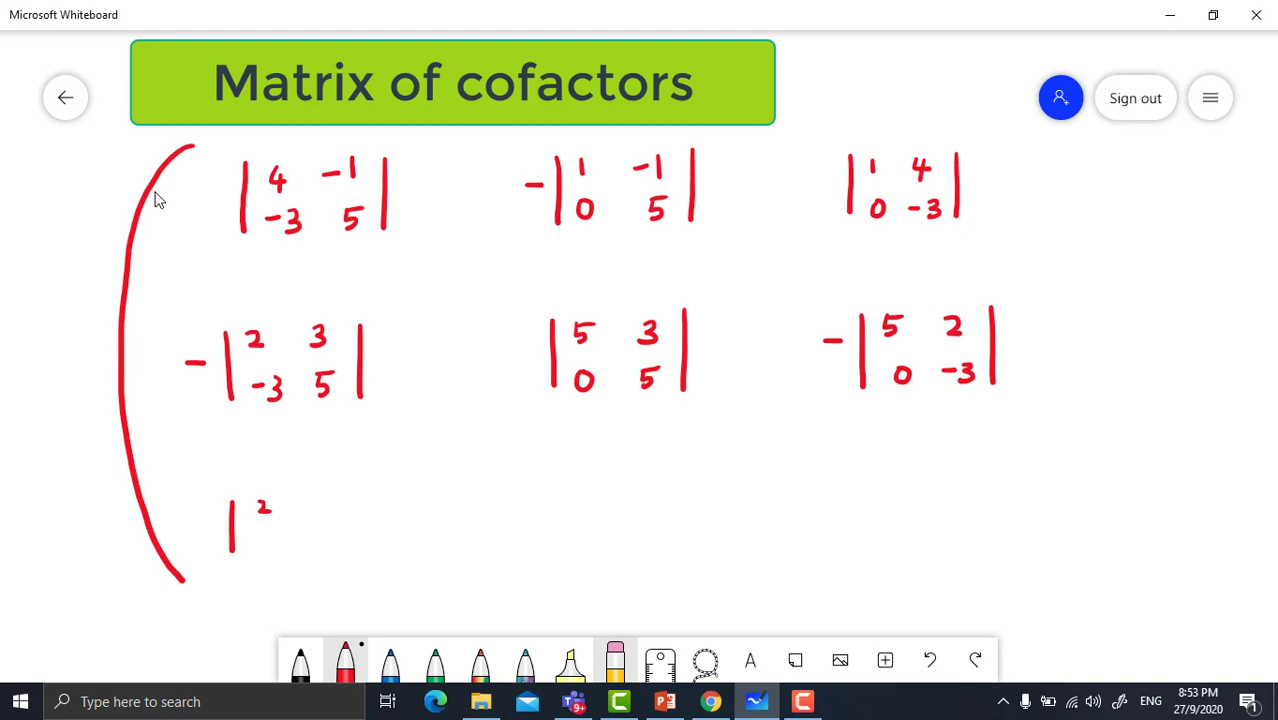 Microsoft Whiteboard
Matrix of cofactors
Sign out
4 -1 - 1 -1 1 4
-3 5 0 5 0 -3
- 2 3 5 3 - 5 2
-3 5 0 5 0 -3
2
A
Type here to search
9+
ENG
8:53 PM
27/9/2020
1